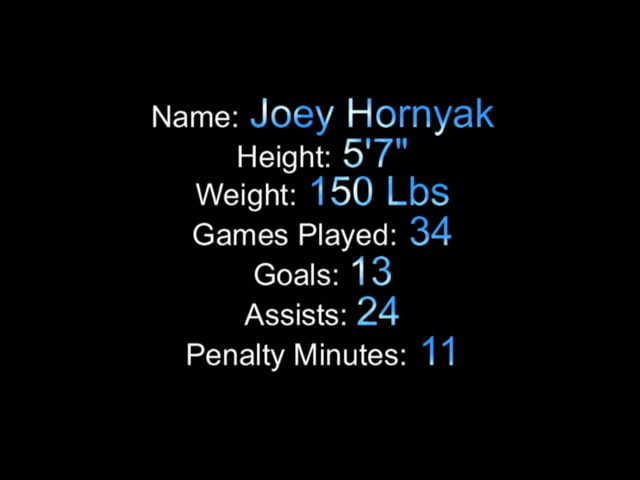 Name: Joey Hornyak
Height: 5'7"
Weight: 150 Lbs
Games Played: 34
Goals: 13
Assists: 24
Penalty Minutes: 11